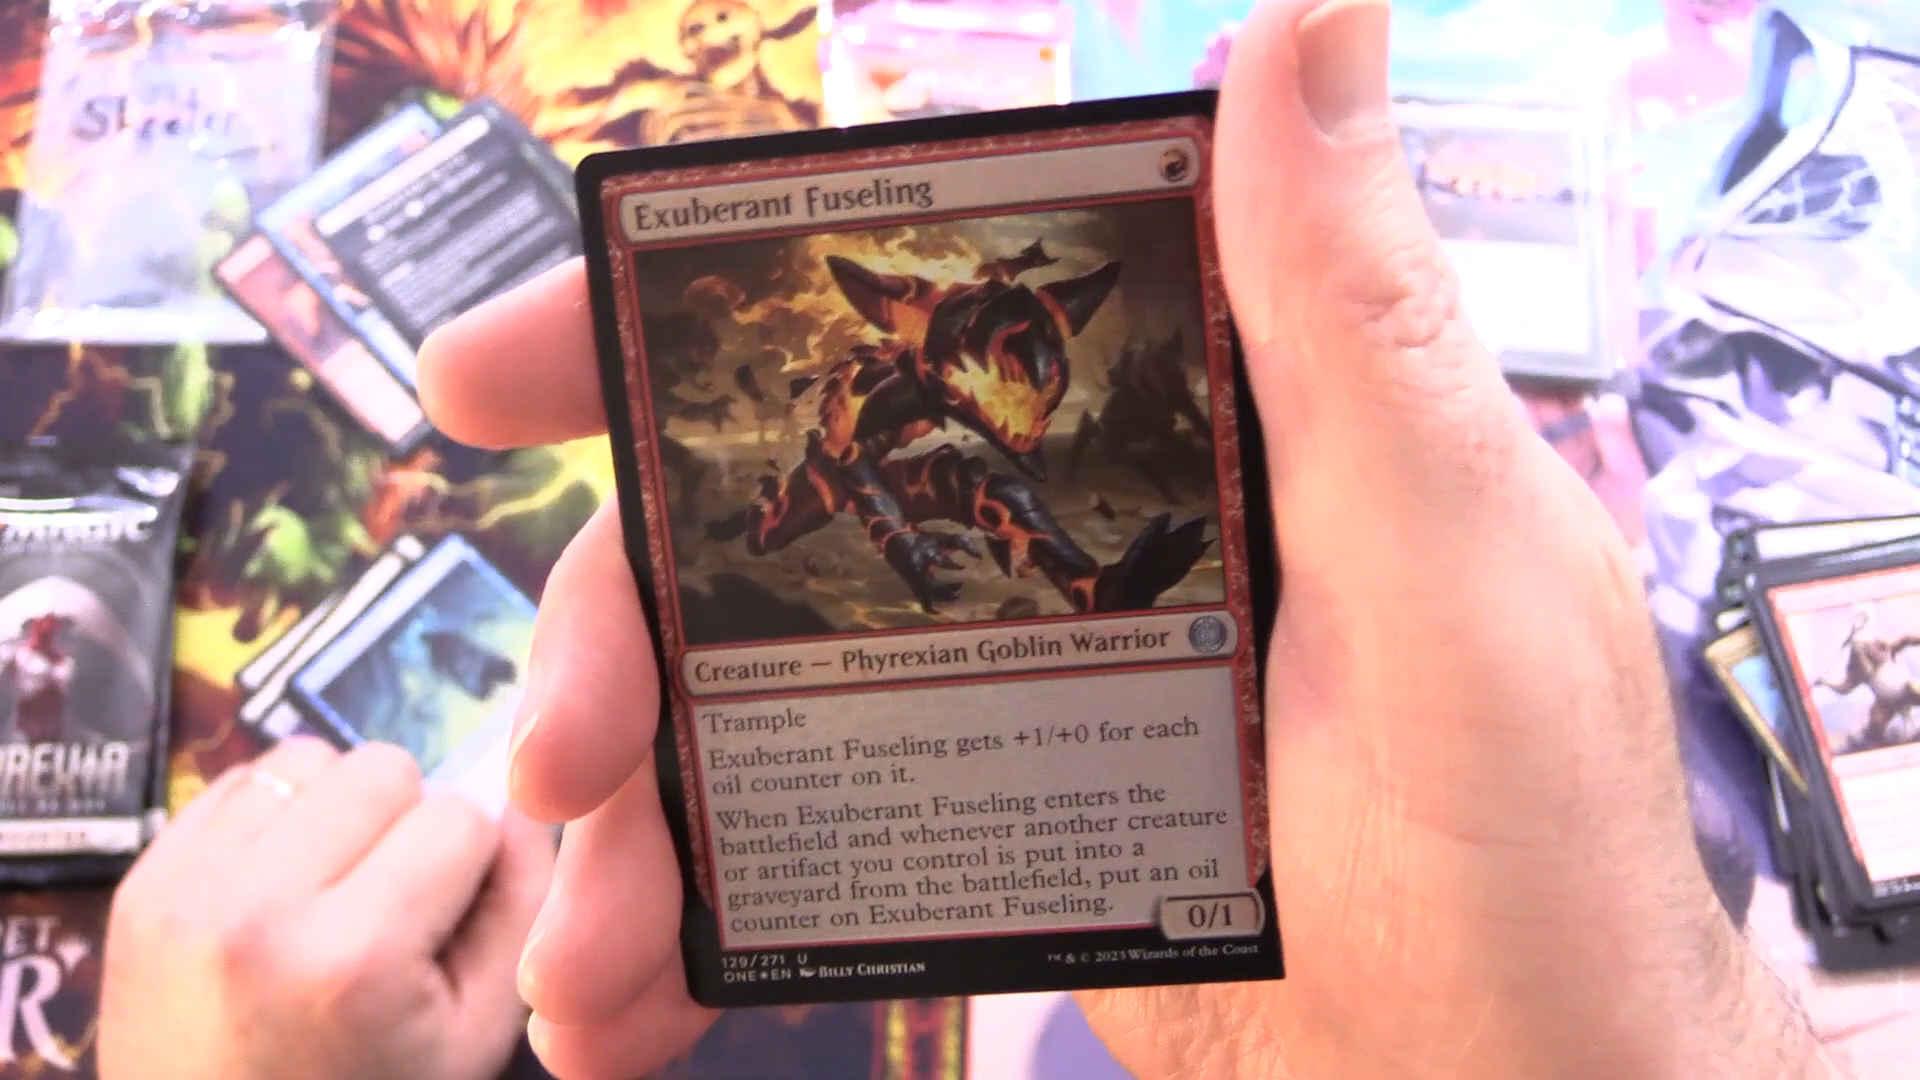 Exuberant Fuseling
Creature — Phyrexian Goblin Warrior
Trample
Exuberant Fuseling gets +1/+0 for each
oil counter on it.
When Exuberant Fuseling enters the
battlefield and whenever another creature
or artifact you control is put into a
graveyard from the battlefield, put an oil
counter on Exuberant Fuseling.
0/1
129/271 U
ONE★EN BILLY CHRISTIAN
™ & © 2023 Wizards of the Coast